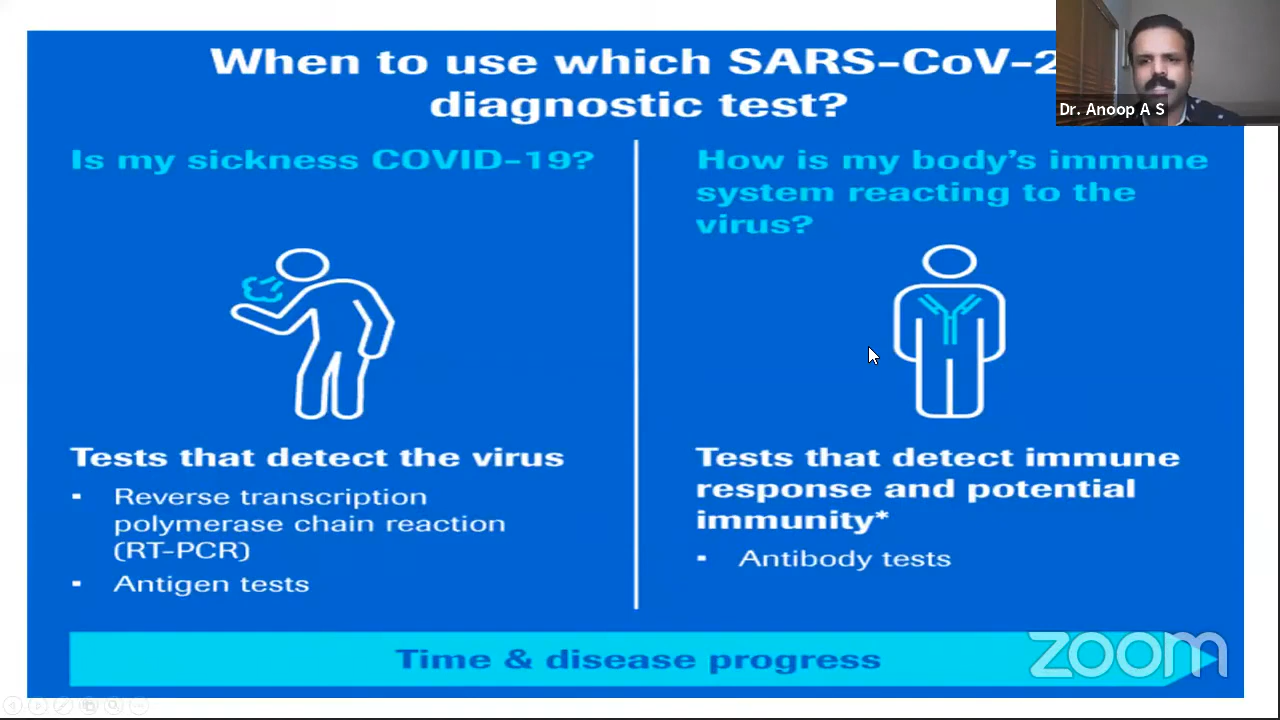 When to use which SARS-CoV-2
diagnostic test?
Dr. Anoop A S
Is my sickness COVID-19?
How is my body's immune
system reacting to the
virus?
Tests that detect the virus
▪ Reverse transcription
polymerase chain reaction
(RT-PCR)
▪ Antigen tests
Tests that detect immune
response and potential
immunity*
▪ Antibody tests
Time & disease progress
zoom